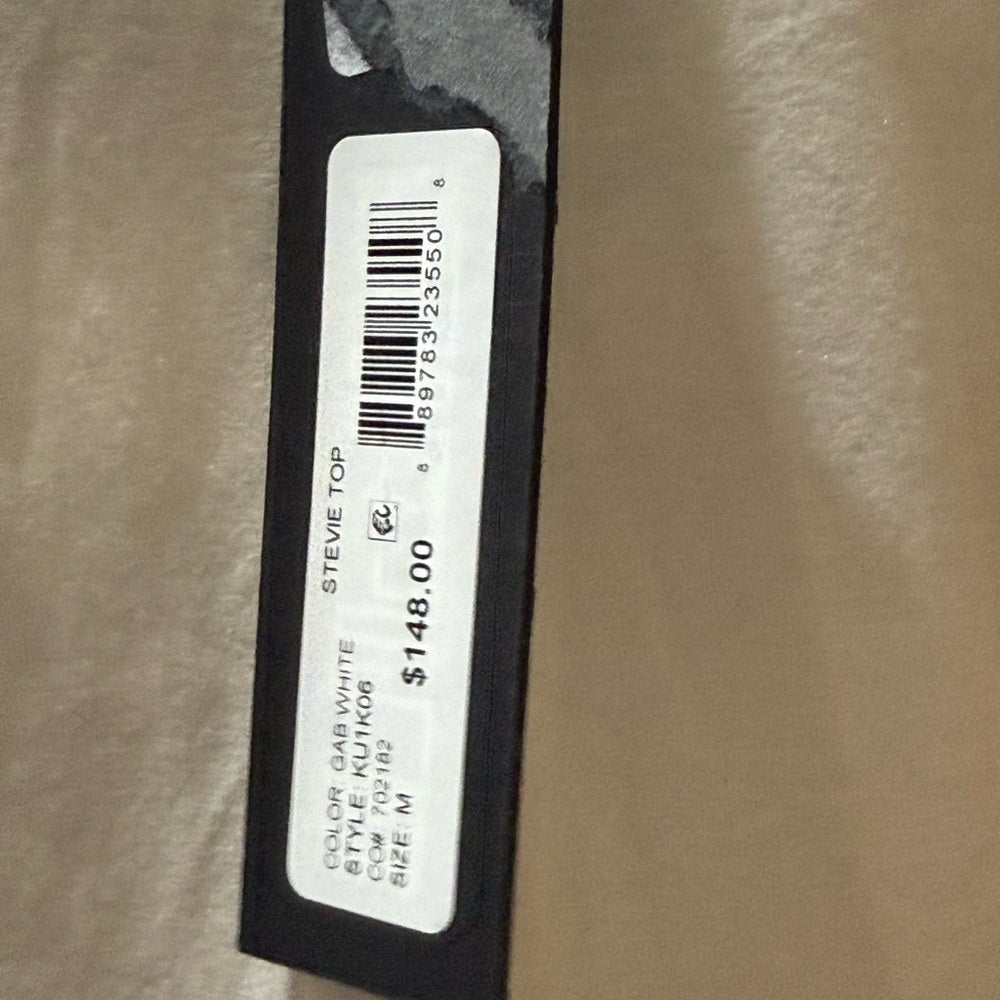 COLOR: GAB WHITE STEVIE TOP
STYLE: KU1K06
CO#: 702182
SIZE: M $148.00
8 89783 23550 8